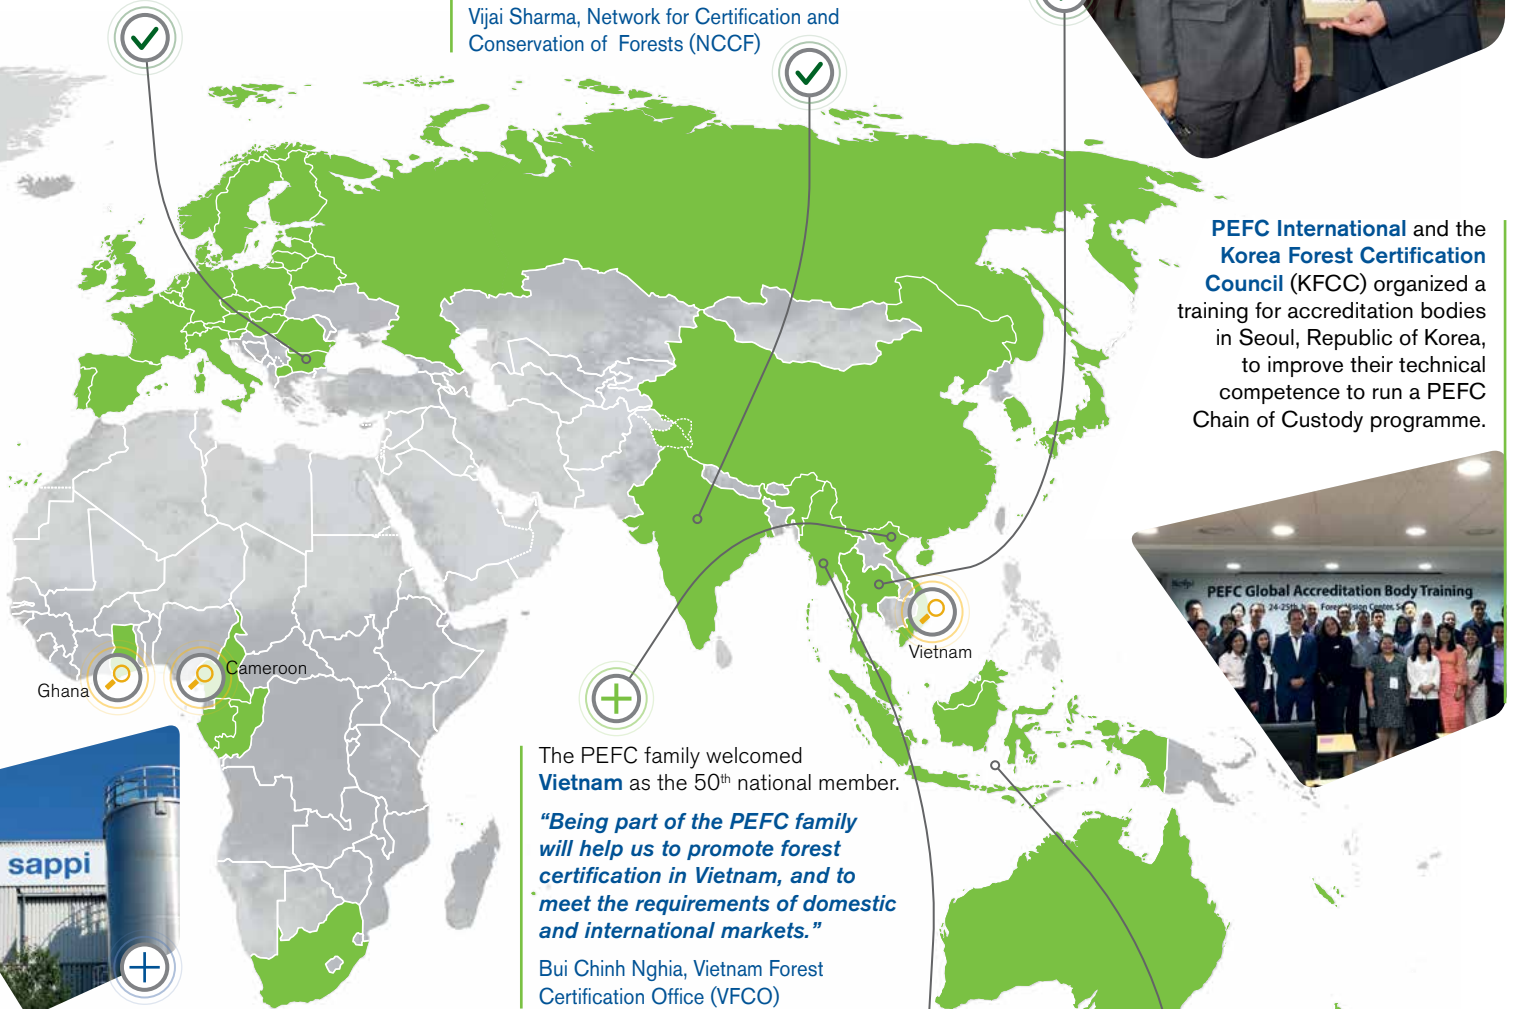 Vijai Sharma, Network for Certification and
Conservation of Forests (NCCF)
PEFC International and the
Korea Forest Certification
Council (KFCC) organized a
training for accreditation bodies
in Seoul, Republic of Korea,
to improve their technical
competence to run a PEFC
Chain of Custody programme.
PEFC Global Accreditation Body Training
Vietnam
Cameroon
Ghana
sappi
The PEFC family welcomed
Vietnam as the 50th national member.
“Being part of the PEFC family
will help us to promote forest
certification in Vietnam, and to
meet the requirements of domestic
and international markets.”
Bui Chinh Nghia, Vietnam Forest
Certification Office (VFCO)